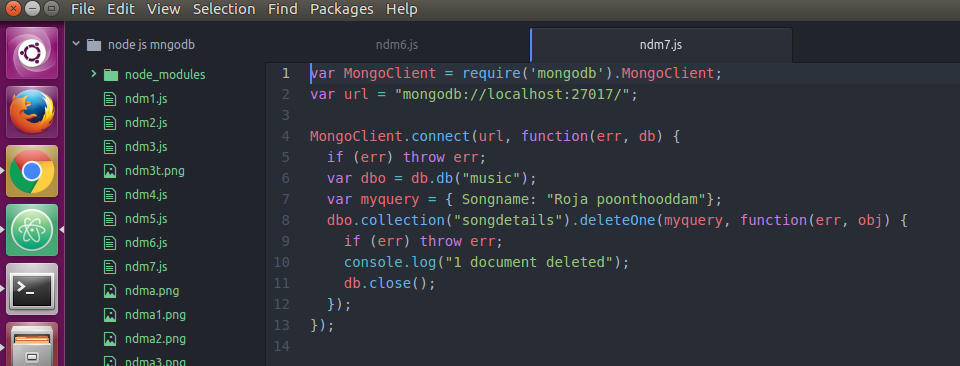 File Edit View Selection Find Packages Help
node js mngodb
node_modules
ndm1.js
ndm2.js
ndm3.js
ndm3t.png
ndm4.js
ndm5.js
ndm6.js
ndm7.js
ndma.png
ndma1.png
ndma2.png
ndma3.png
ndm6.js ndm7.js
1 var MongoClient = require('mongodb').MongoClient;
2 var url = "mongodb://localhost:27017/";
3
4 MongoClient.connect(url, function(err, db) {
5   if (err) throw err;
6   var dbo = db.db("music");
7   var myquery = { Songname: "Roja poonthooddam"};
8   dbo.collection("songdetails").deleteOne(myquery, function(err, obj) {
9     if (err) throw err;
10     console.log("1 document deleted");
11     db.close();
12   });
13 });
14